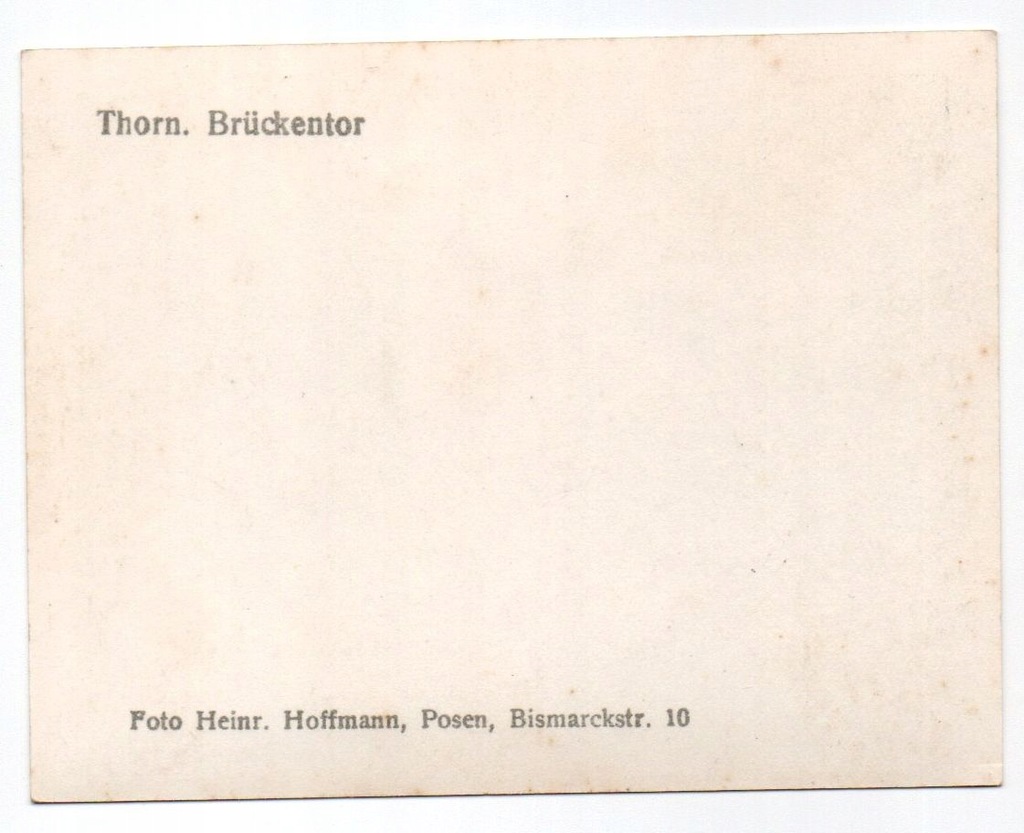 Thorn. Brückentor
Foto Heinr. Hoffmann, Posen, Bismarckstr. 10